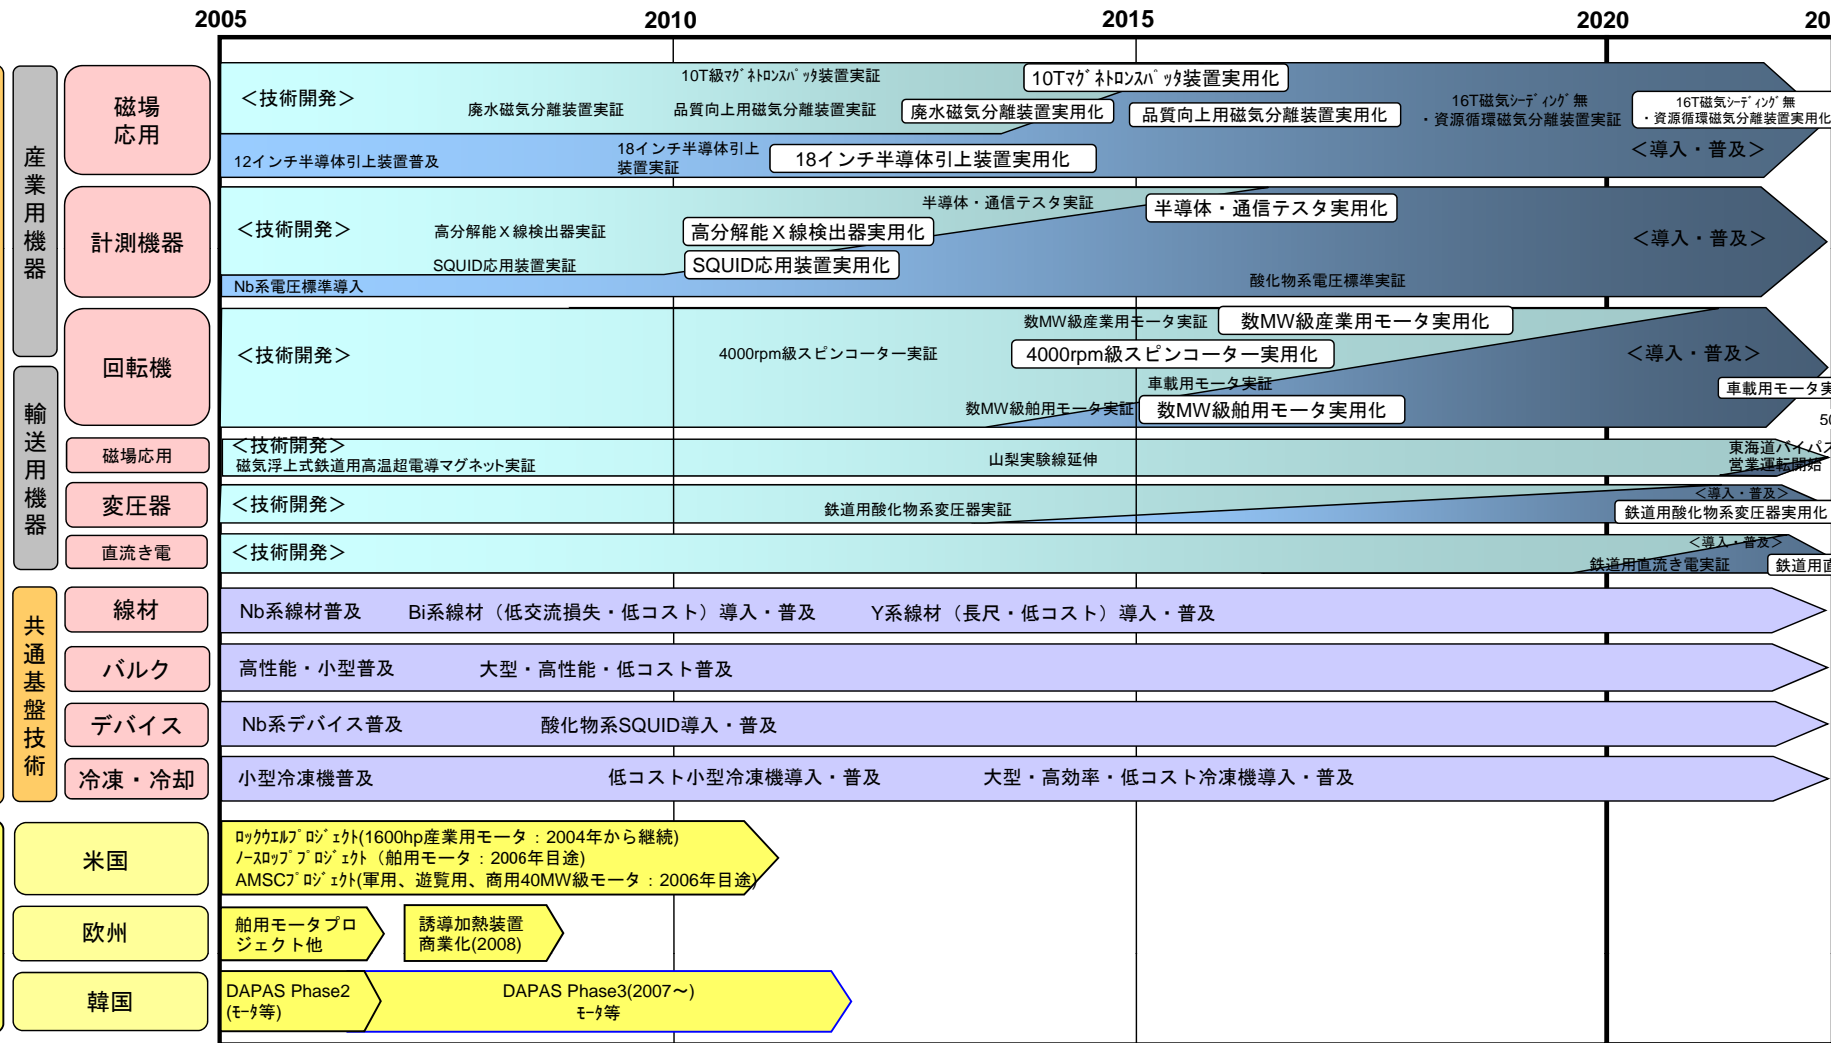 2005
2010
2015
2020
20
産業用機器
輸送用機器
共通基盤技術
磁場
応用
＜技術開発＞
10T級ﾏｸﾞﾈﾄﾛﾝｽﾊﾟｯﾀ装置実証
10Tﾏｸﾞﾈﾄﾛﾝｽﾊﾟｯﾀ装置実用化
廃水磁気分離装置実証
品質向上用磁気分離装置実証
廃水磁気分離装置実用化
品質向上用磁気分離装置実用化
16T磁気ｼｰﾃﾞｨﾝｸﾞ無
・資源循環磁気分離装置実証
16T磁気ｼｰﾃﾞｨﾝｸﾞ無
・資源循環磁気分離装置実用化
12インチ半導体引上装置普及
18インチ半導体引上
装置実証
18インチ半導体引上装置実用化
＜導入・普及＞
計測機器
＜技術開発＞
半導体・通信テスタ実証
半導体・通信テスタ実用化
高分解能Ｘ線検出器実証
高分解能Ｘ線検出器実用化
＜導入・普及＞
SQUID応用装置実証
SQUID応用装置実用化
Nb系電圧標準導入
酸化物系電圧標準実証
回転機
＜技術開発＞
数MW級産業用モータ実証
数MW級産業用モータ実用化
4000rpm級スピンコーター実証
4000rpm級スピンコーター実用化
＜導入・普及＞
車載用モータ実証
車載用モータ実
数MW級舶用モータ実証
数MW級舶用モータ実用化
50
磁場応用
＜技術開発＞
磁気浮上式鉄道用高温超電導マグネット実証
山梨実験線延伸
東海道バイパス
営業運転開始
変圧器
＜技術開発＞
鉄道用酸化物系変圧器実証
＜導入・普及＞
鉄道用酸化物系変圧器実用化
直流き電
＜技術開発＞
＜導入・普及＞
鉄道用直流き電実証
鉄道用直
線材
Nb系線材普及
Bi系線材（低交流損失・低コスト）導入・普及
Y系線材（長尺・低コスト）導入・普及
バルク
高性能・小型普及
大型・高性能・低コスト普及
デバイス
Nb系デバイス普及
酸化物系SQUID導入・普及
冷凍・冷却
小型冷凍機普及
低コスト小型冷凍機導入・普及
大型・高効率・低コスト冷凍機導入・普及
米国
ﾛｯｸｳｴﾙﾌﾟﾛｼﾞｪｸﾄ(1600hp産業用モータ：2004年から継続)
ﾉｰｽﾛｯﾌﾟﾌﾟﾛｼﾞｪｸﾄ（舶用モータ：2006年目途）
AMSCﾌﾟﾛｼﾞｪｸﾄ(軍用、遊覧用、商用40MW級モータ：2006年目途)
欧州
舶用モータプロ
ジェクト他
誘導加熱装置
商業化(2008)
韓国
DAPAS Phase2
(ﾓｰﾀ等)
DAPAS Phase3(2007～)
ﾓｰﾀ等